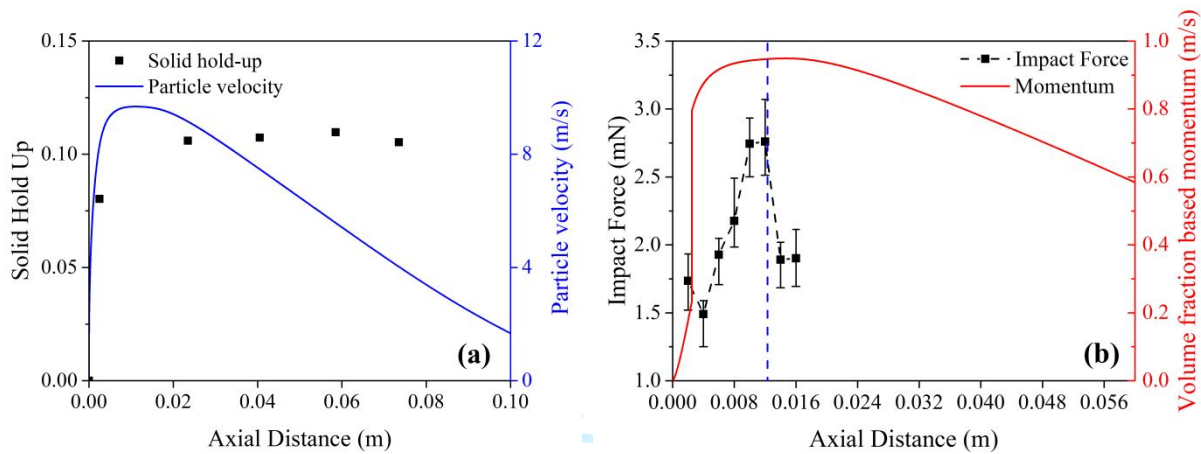 Solid hold-up
Particle velocity
0.15
0.10
0.05
0.00
Solid Hold Up
12
8
4
0
Particle velocity (m/s)
(a)
0.00 0.02 0.04 0.06 0.08 0.10
Axial Distance (m)
Impact Force
Momentum
3.5
3.0
2.5
2.0
1.5
1.0
Impact Force (mN)
1.0
0.8
0.6
0.4
0.2
0.0
Volume fraction based momentum (m/s)
(b)
0.000 0.008 0.016 0.024 0.032 0.040 0.048 0.056
Axial Distance (m)